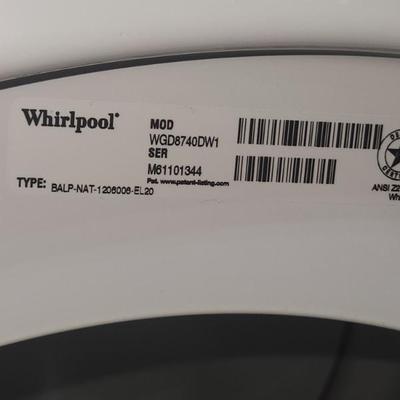 Whirlpool
MOD
WGD8740DW1
SER
M61101344
Pat. www.patent-listing.com
TYPE: BALP-NAT-1206006-EL20
ANSI Z2
Wh